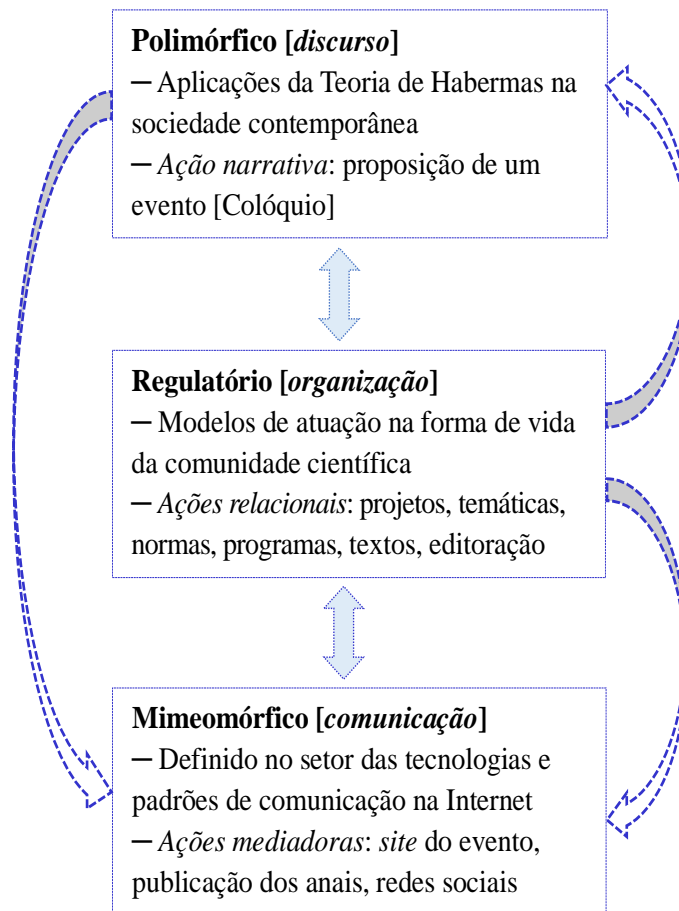 Polimórfico [discurso]
— Aplicações da Teoria de Habermas na
sociedade contemporânea
— Ação narrativa: proposição de um
evento [Colóquio]
Regulatório [organização]
— Modelos de atuação na forma de vida
da comunidade científica
— Ações relacionais: projetos, temáticas,
normas, programas, textos, editoração
Mimeomórfico [comunicação]
— Definido no setor das tecnologias e
padrões de comunicação na Internet
— Ações mediadoras: site do evento,
publicação dos anais, redes sociais